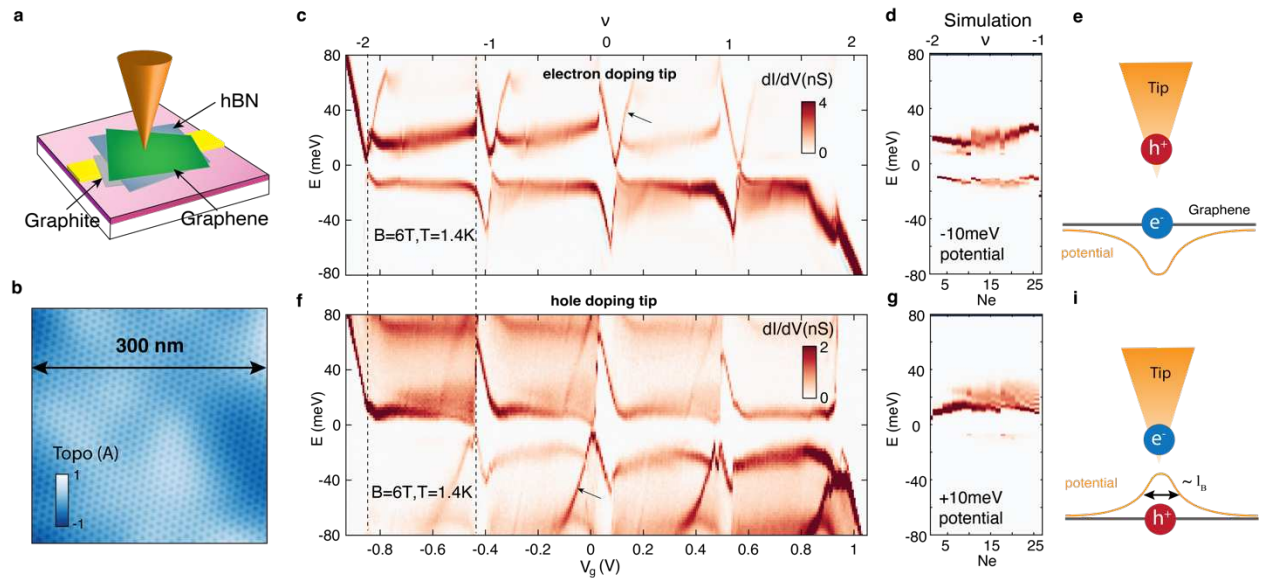 a
hBN
Graphite
Graphene
b
300 nm
Topo (A)
1
-1
c
ν
-2
-1
0
1
2
80
40
0
-40
-80
E (meV)
electron doping tip
dI/dV(nS)
4
0
B=6T,T=1.4K
d
Simulation
-2
ν
-1
80
40
0
-40
-80
E (meV)
-10meV
potential
5
15
25
Ne
e
Tip
h+
Graphene
e-
potential
f
hole doping tip
80
40
0
-40
-80
E (meV)
dI/dV(nS)
2
0
B=6T,T=1.4K
-0.8
-0.4
0
0.4
0.8
-0.6
-0.2
0.2
0.6
1
Vg (V)
g
80
40
0
-40
-80
E (meV)
+10meV
potential
5
15
25
Ne
i
Tip
e-
potential
~ lB
h+